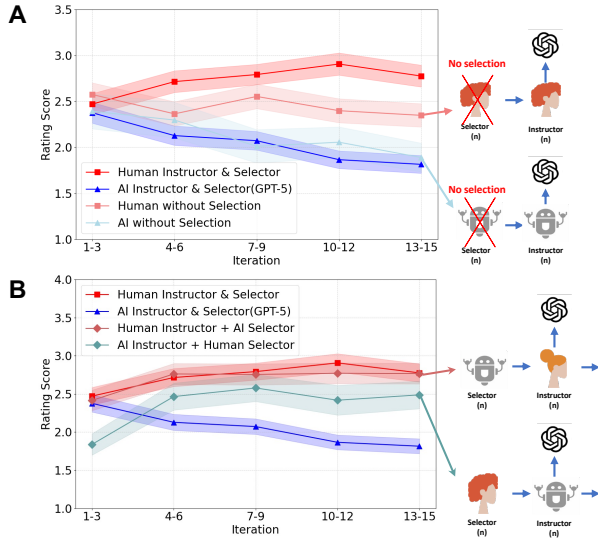 A
3.5
3.0
2.5
2.0
1.5
1.0
Rating Score
Human Instructor & Selector
AI Instructor & Selector(GPT-5)
Human without Selection
AI without Selection
1-3 4-6 7-9 10-12 13-15
Iteration
No selection
Selector
(n)
Instructor
(n)
No selection
Selector
(n)
Instructor
(n)
B
4.0
3.5
3.0
2.5
2.0
1.5
1.0
Rating Score
Human Instructor & Selector
AI Instructor & Selector(GPT-5)
Human Instructor + AI Selector
AI Instructor + Human Selector
1-3 4-6 7-9 10-12 13-15
Iteration
Selector
(n)
Instructor
(n)
Selector
(n)
Instructor
(n)